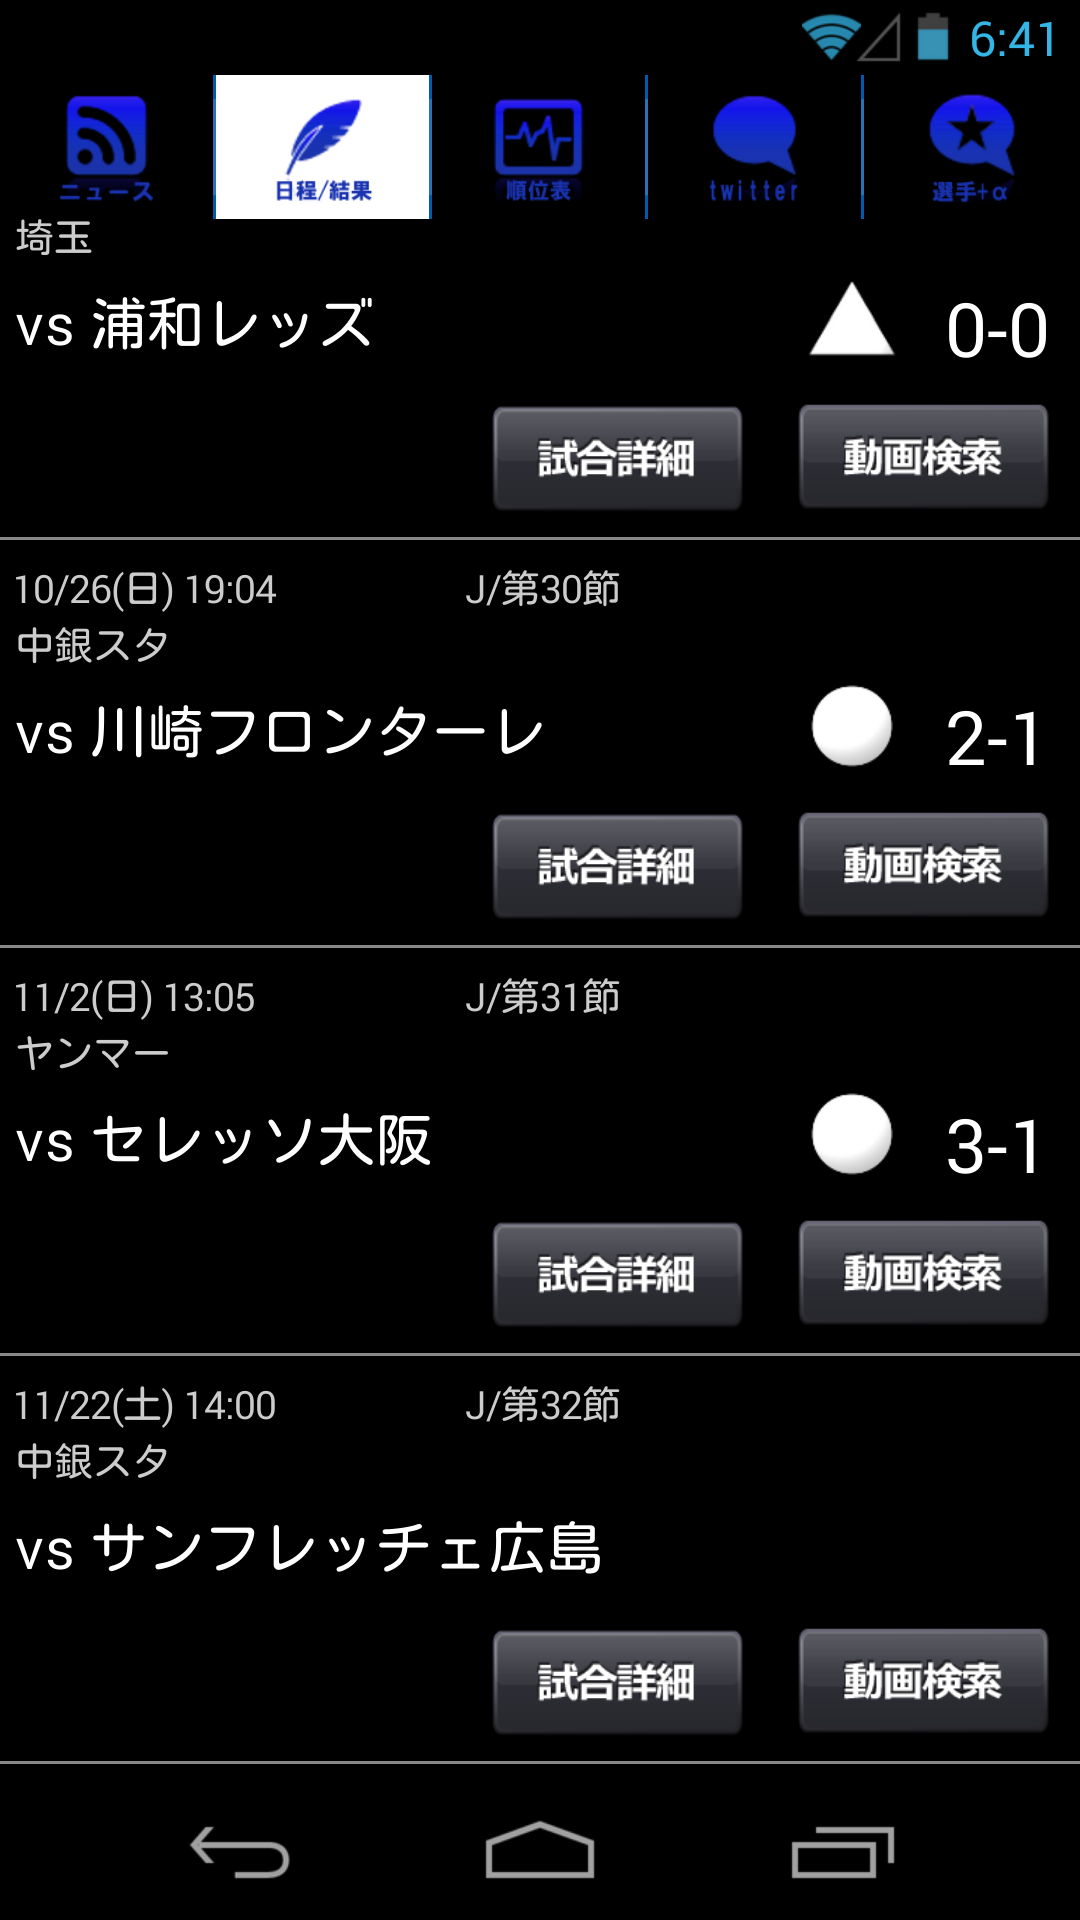 6:41
ニュース 日程/結果 順位表 twitter 選手+α
埼玉
vs 浦和レッズ 0-0
試合詳細 動画検索
10/26(日) 19:04 J/第30節
中銀スタ
vs 川崎フロンターレ 2-1
試合詳細 動画検索
11/2(日) 13:05 J/第31節
ヤンマー
vs セレッソ大阪 3-1
試合詳細 動画検索
11/22(土) 14:00 J/第32節
中銀スタ
vs サンフレッチェ広島
試合詳細 動画検索